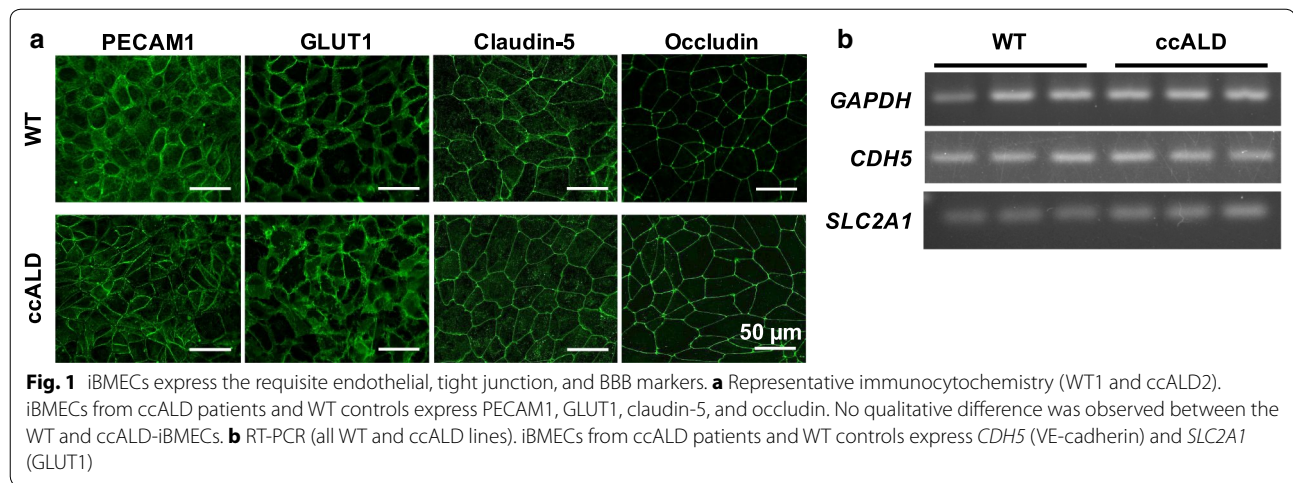 a
PECAM1 GLUT1 Claudin-5 Occludin
WT
ccALD
50 µm
b
WT ccALD
GAPDH
CDH5
SLC2A1
Fig. 1 iBMECs express the requisite endothelial, tight junction, and BBB markers. a Representative immunocytochemistry (WT1 and ccALD2).
iBMECs from ccALD patients and WT controls express PECAM1, GLUT1, claudin-5, and occludin. No qualitative difference was observed between the
WT and ccALD-iBMECs. b RT-PCR (all WT and ccALD lines). iBMECs from ccALD patients and WT controls express CDH5 (VE-cadherin) and SLC2A1
(GLUT1)